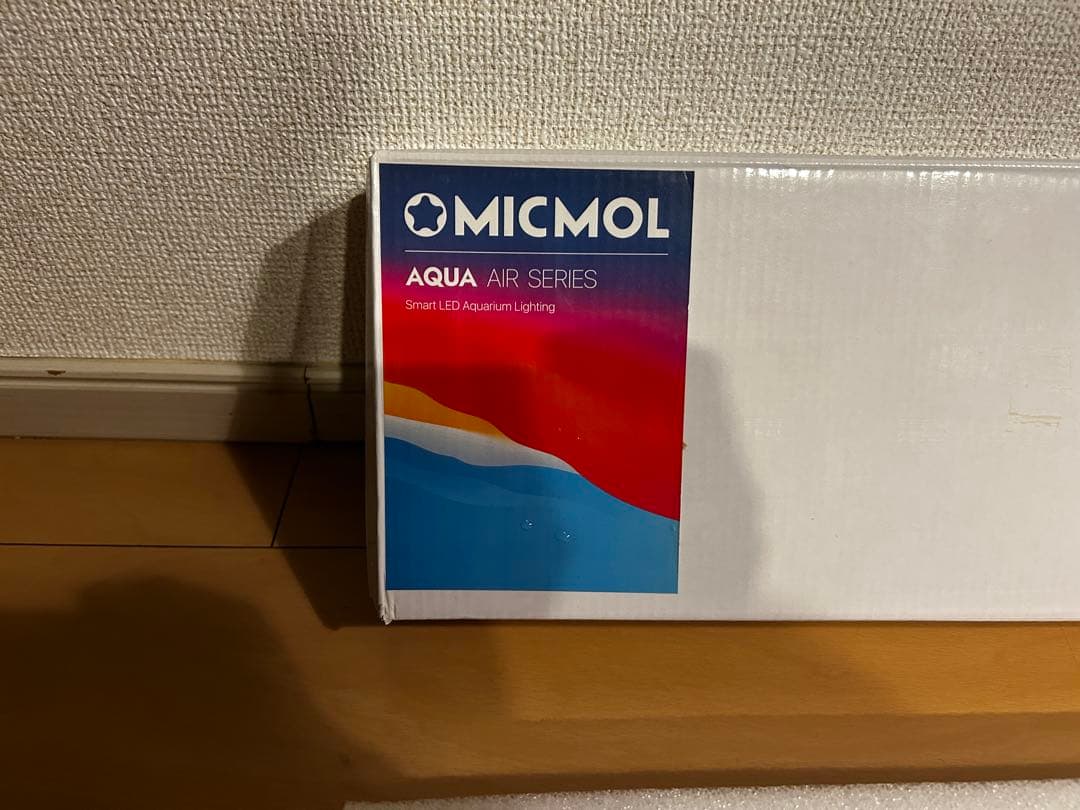 MICMOL
AQUA AIR SERIES
Smart LED Aquarium Lighting